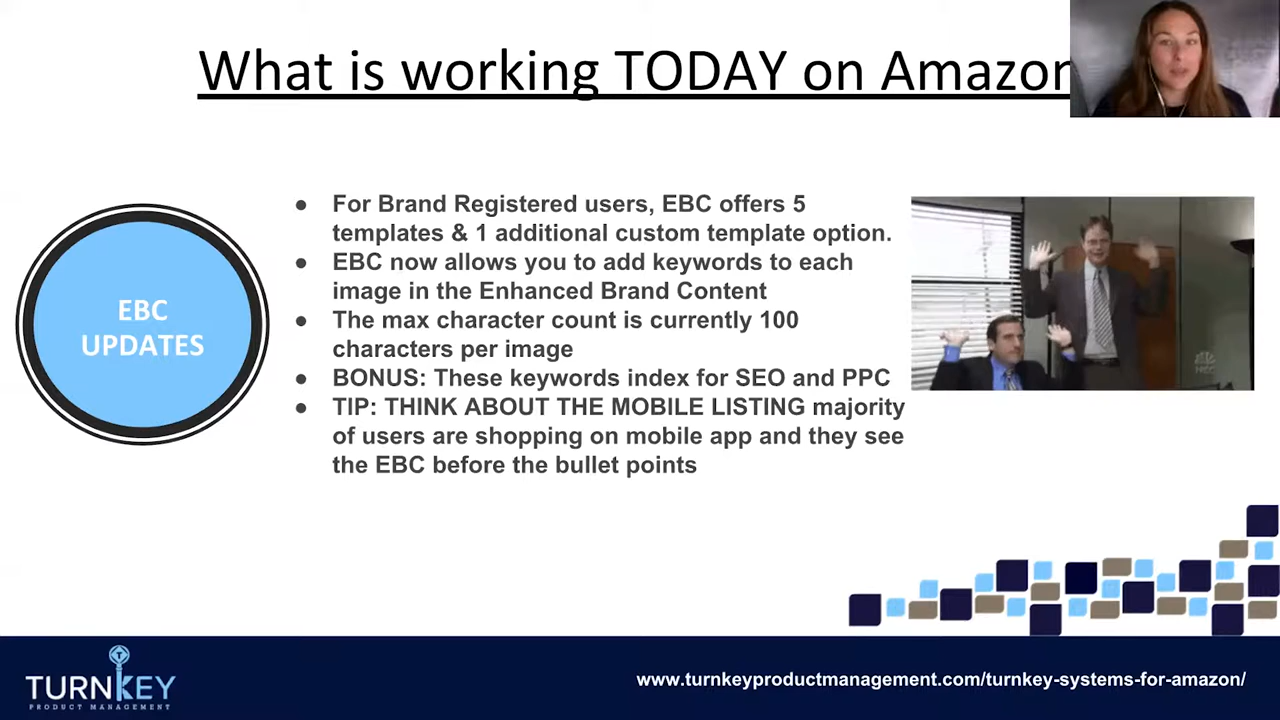 What is working TODAY on Amazon
EBC
UPDATES
● For Brand Registered users, EBC offers 5
templates & 1 additional custom template option.
● EBC now allows you to add keywords to each
image in the Enhanced Brand Content
● The max character count is currently 100
characters per image
● BONUS: These keywords index for SEO and PPC
● TIP: THINK ABOUT THE MOBILE LISTING majority
of users are shopping on mobile app and they see
the EBC before the bullet points
TURNKEY
PRODUCT MANAGEMENT
www.turnkeyproductmanagement.com/turnkey-systems-for-amazon/